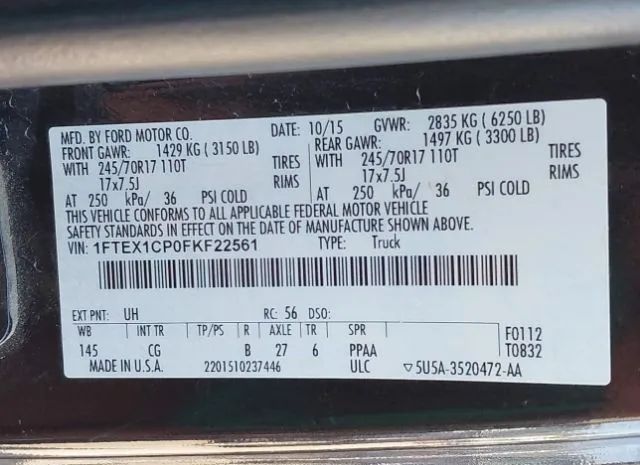 MFD. BY FORD MOTOR CO. DATE: 10/15 GVWR: 2835 KG ( 6250 LB)
FRONT GAWR: 1429 KG ( 3150 LB) REAR GAWR: 1497 KG ( 3300 LB)
WITH 245/70R17 110T TIRES WITH 245/70R17 110T TIRES
17x7.5J RIMS 17x7.5J RIMS
AT 250 kPa/ 36 PSI COLD AT 250 kPa/ 36 PSI COLD
THIS VEHICLE CONFORMS TO ALL APPLICABLE FEDERAL MOTOR VEHICLE
SAFETY STANDARDS IN EFFECT ON THE DATE OF MANUFACTURE SHOWN ABOVE.
VIN: 1FTEX1CP0FKF22561 TYPE: Truck
EXT PNT: UH RC: 56 DSO:
WB INT TR TP/PS R AXLE TR SPR F0112
145 CG B 27 6 PPAA T0832
MADE IN U.S.A. 2201510237446 ULC ▽5U5A-3520472-AA